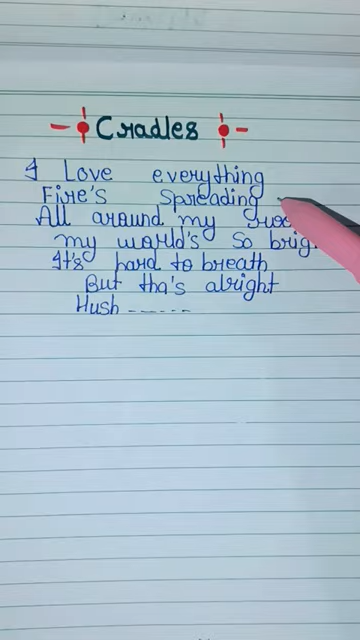 Cradles
I Love everything
Fire's Spreading
All around my
my world's so
It's hard to breath
But tha's alright
Hush ------